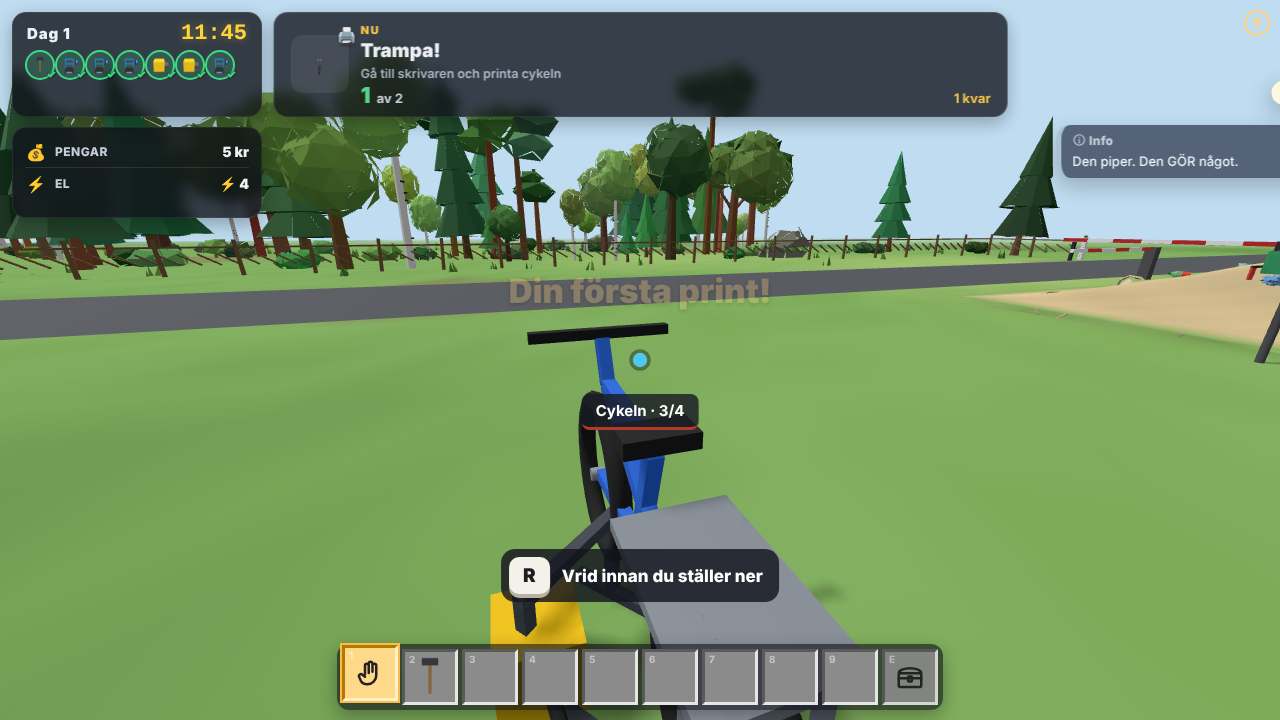 Dag 1
11:45
NU
Trampa!
Gå till skrivaren och printa cykeln
1 av 2
1 kvar
PENGAR
5 kr
EL
4
Info
Den piper. Den GÖR något.
Din första print!
Cykeln · 3/4
R
Vrid innan du ställer ner
2
3
4
5
6
7
8
9
E